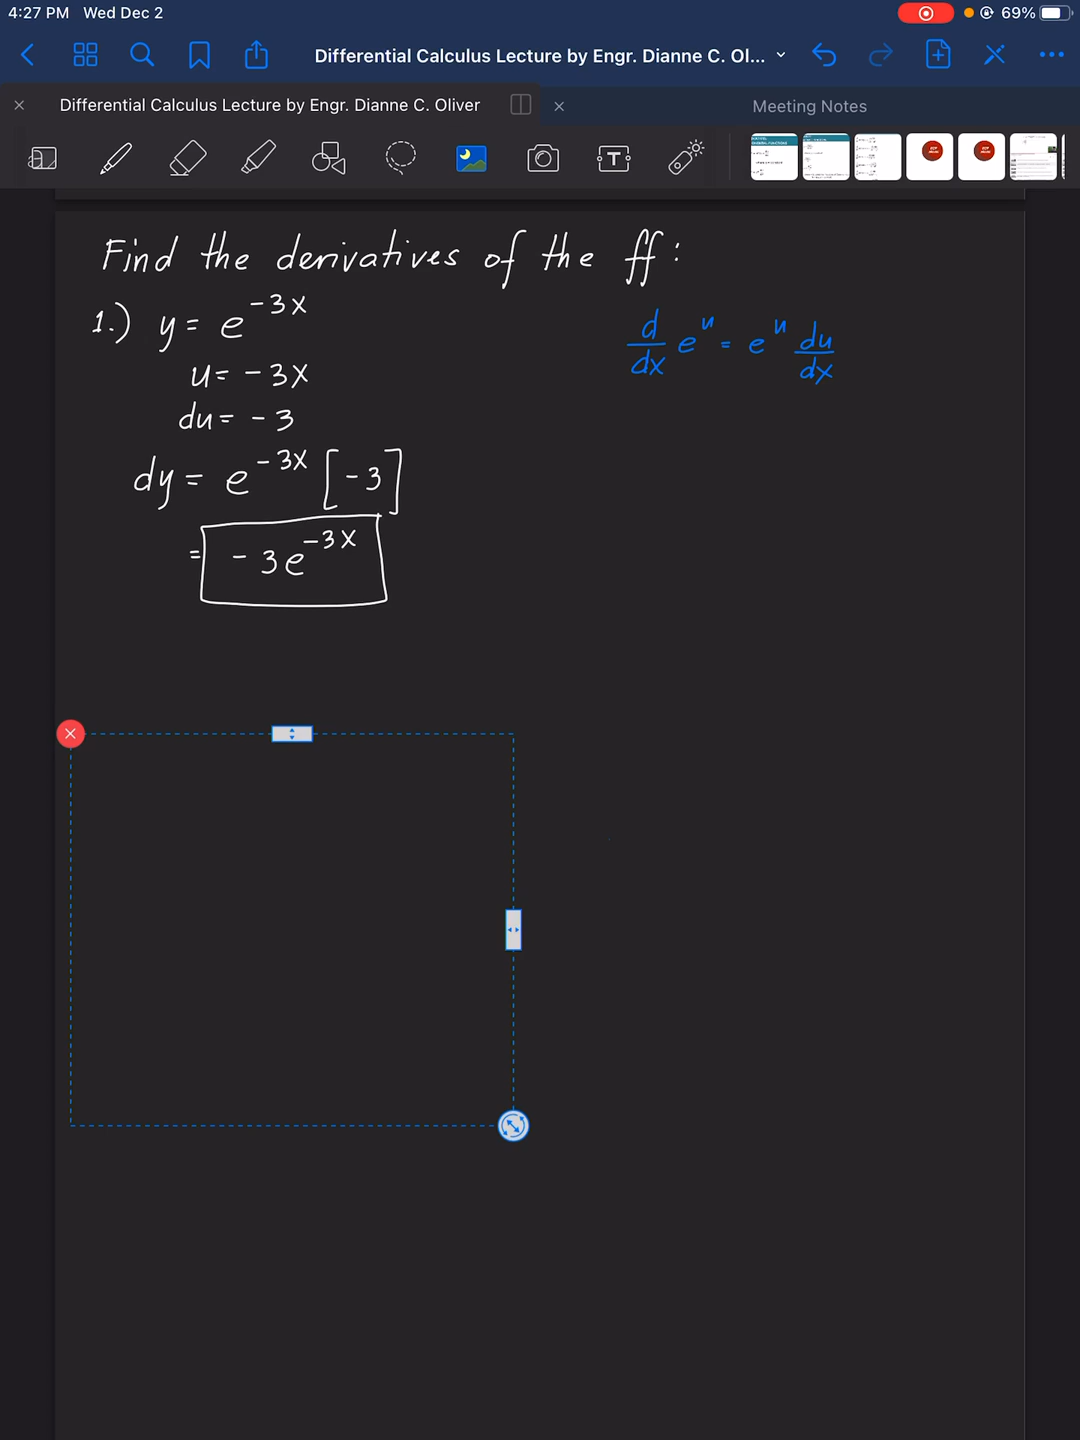 4:27 PM Wed Dec 2 69%
Differential Calculus Lecture by Engr. Dianne C. Ol...
Differential Calculus Lecture by Engr. Dianne C. Oliver
Meeting Notes
Find the derivatives of the ff:
1.) y = e^-3x
d/dx e^u = e^u du/dx
u = -3x
du = -3
dy = e^-3x [-3]
= -3e^-3x